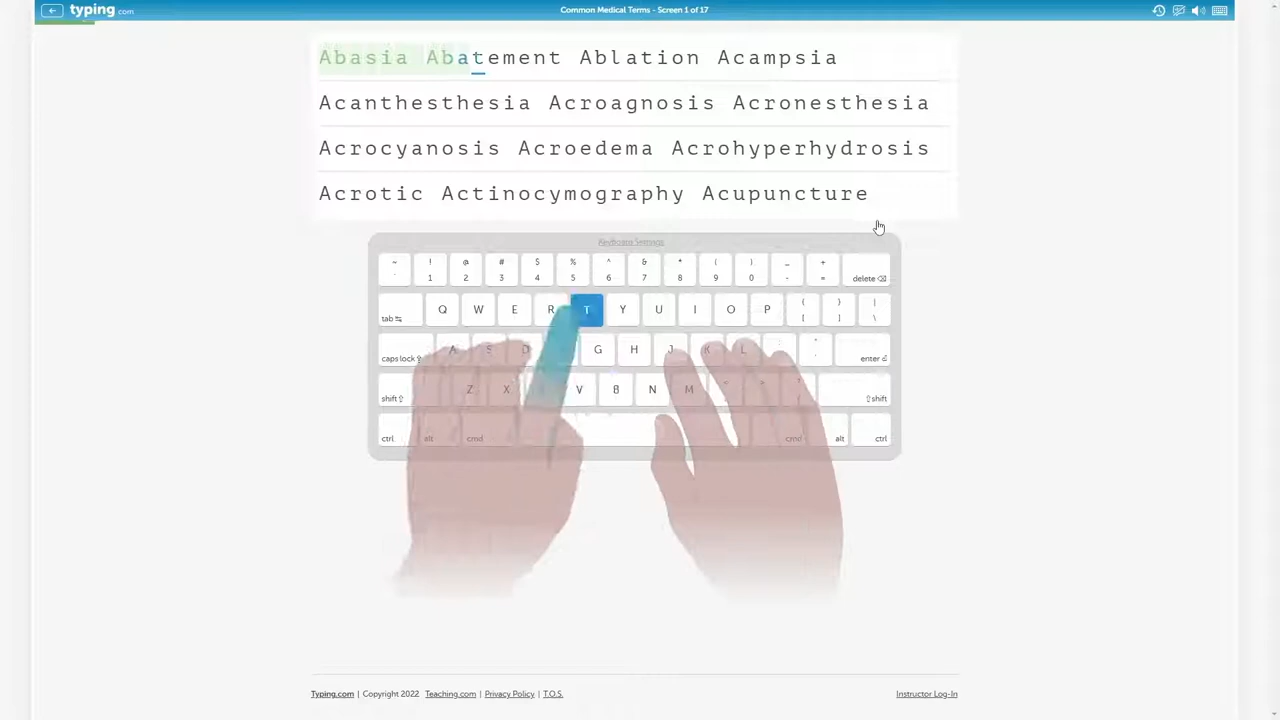 typing.com
Common Medical Terms - Screen 1 of 17
Abasia Abatement Ablation Acampsia
Acanthesthesia Acroagnosis Acronesthesia
Acrocyanosis Acroedema Acrohyperhydrosis
Acrotic Actinocymography Acupuncture
Keyboard Settings
~ ! @ # $ % ^ & * ( ) _ +
` 1 2 3 4 5 6 7 8 9 0 - = delete
tab Q W E R T Y U I O P { } |
[ ] \
caps lock A S D G H J K L enter
shift Z X V B N M < > ? shift
ctrl alt cmd cmd alt ctrl
Typing.com | Copyright 2022 Teaching.com | Privacy Policy | T.O.S. Instructor Log-In